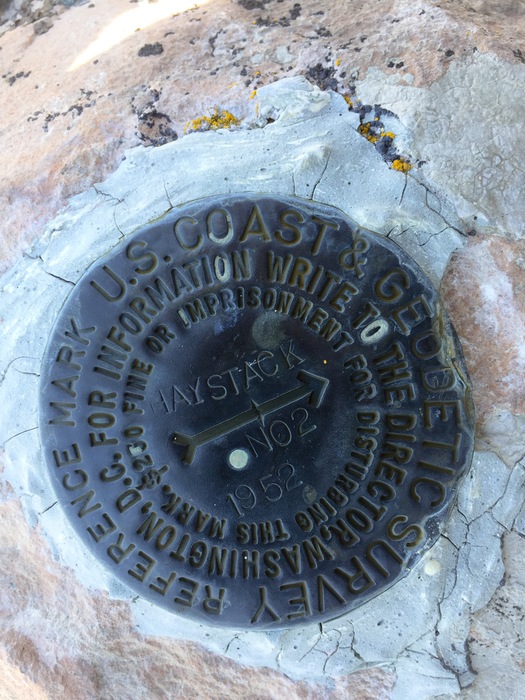 U.S. COAST & GEODETIC SURVEY
REFERENCE MARK
FOR INFORMATION WRITE TO THE DIRECTOR, WASHINGTON, D.C.
$250 FINE OR IMPRISONMENT FOR DISTURBING THIS MARK.
HAYSTACK
NO2
1952